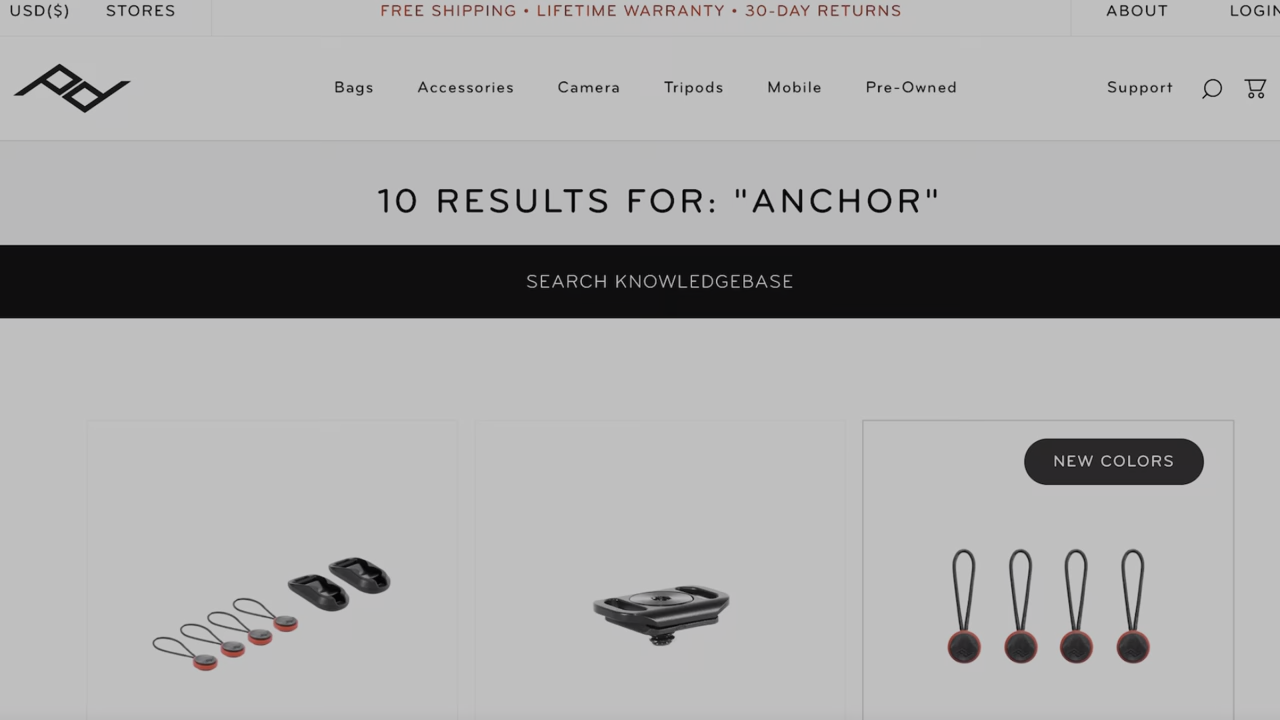 USD($) STORES FREE SHIPPING • LIFETIME WARRANTY • 30-DAY RETURNS ABOUT LOGIN
Bags Accessories Camera Tripods Mobile Pre-Owned Support
10 RESULTS FOR: "ANCHOR"
SEARCH KNOWLEDGEBASE
NEW COLORS